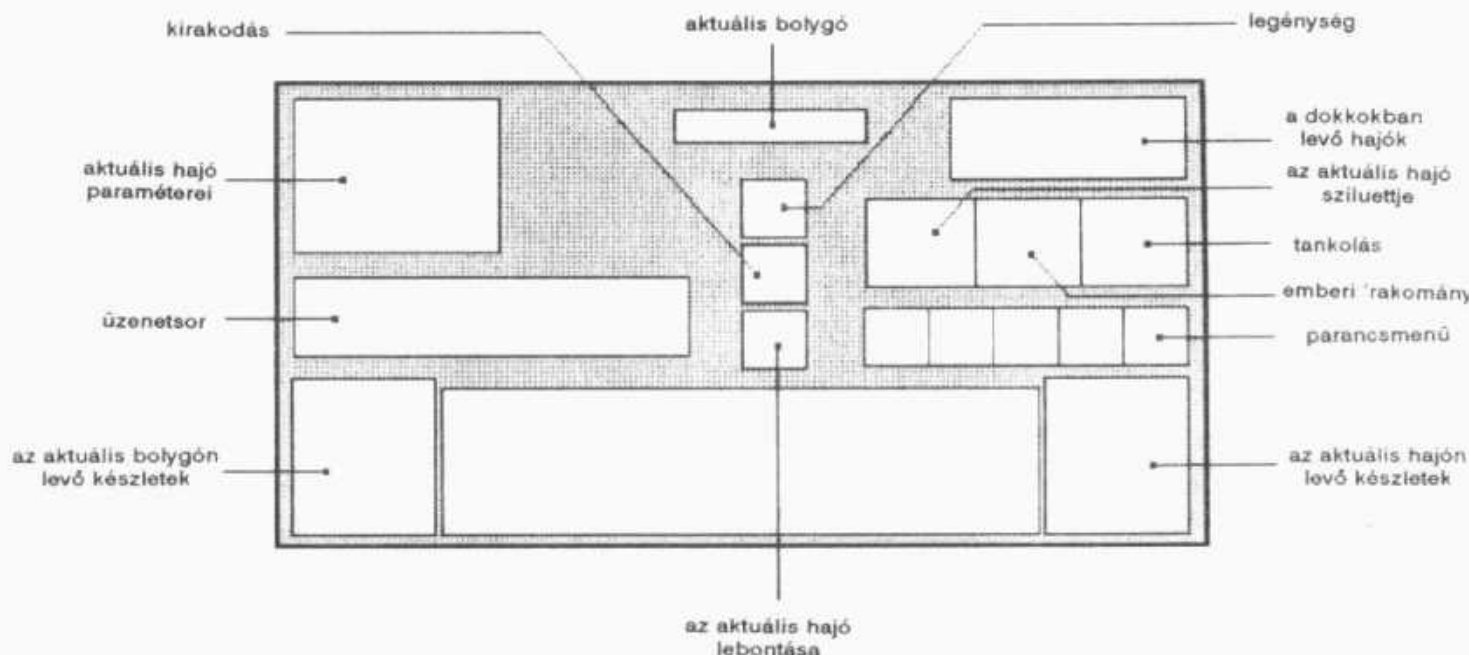 kirakodás
aktuális bolygó
legénység
a dokkokban
levő hajók
aktuális hajó
paraméterei
az aktuális hajó
sziluettje
tankolás
emberi 'rakomány
üzenetsor
parancsmenü
az aktuális bolygón
levő készletek
az aktuális hajón
levő készletek
az aktuális hajó
lebontása